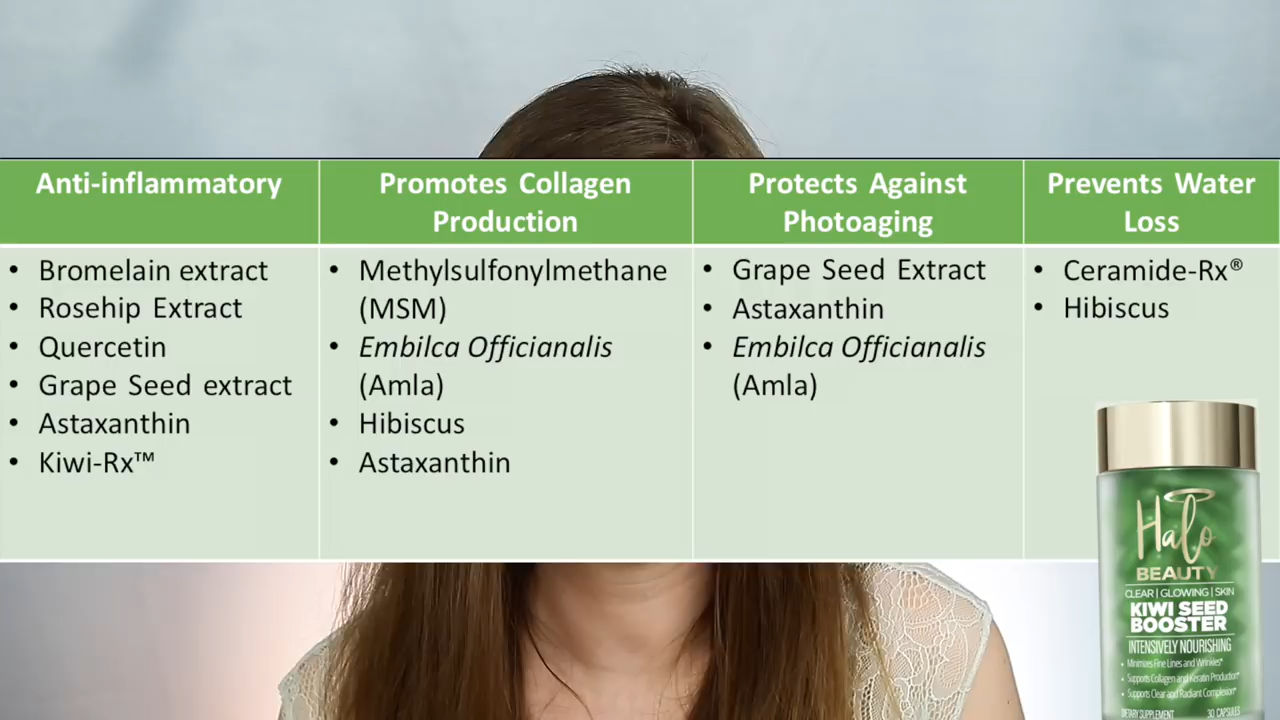 Anti-inflammatory
Promotes Collagen
Production
Protects Against
Photoaging
Prevents Water
Loss
• Bromelain extract
• Rosehip Extract
• Quercetin
• Grape Seed extract
• Astaxanthin
• Kiwi-Rx™
• Methylsulfonylmethane
(MSM)
• Embilca Officianalis
(Amla)
• Hibiscus
• Astaxanthin
• Grape Seed Extract
• Astaxanthin
• Embilca Officianalis
(Amla)
• Ceramide-Rx®
• Hibiscus
Halo
BEAUTY
CLEAR | GLOWING | SKIN
KIWI SEED
BOOSTER
INTENSIVELY NOURISHING
• Minimizes Fine Lines and Wrinkles*
• Supports Collagen and Keratin Production*
• Supports Clear and Radiant Complexion*
DIETARY SUPPLEMENT 30 CAPSULES